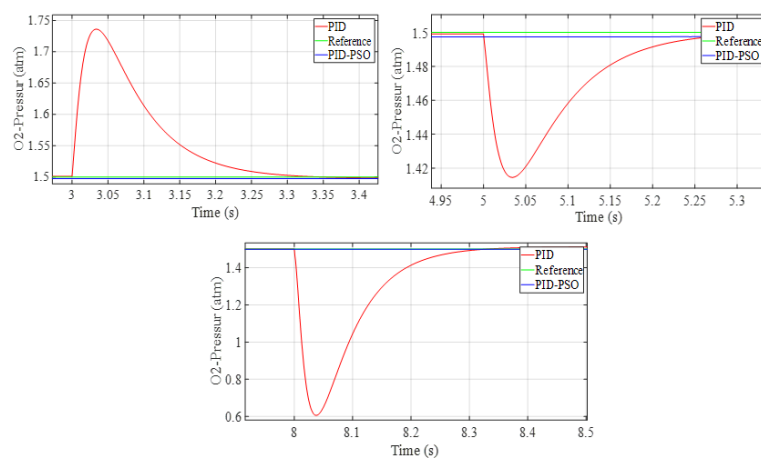 1.75
1.7
1.65
1.6
1.55
1.5
O2-Pressur (atm)
3 3.05 3.1 3.15 3.2 3.25 3.3 3.35 3.4
Time (s)
PID
Reference
PID-PSO
1.5
1.48
1.46
1.44
1.42
O2-Pressur (atm)
4.95 5 5.05 5.1 5.15 5.2 5.25 5.3
Time (s)
PID
Reference
PID-PSO
1.4
1.2
1
0.8
0.6
O2-Pressur (atm)
8 8.1 8.2 8.3 8.4 8.5
Time (s)
PID
Reference
PID-PSO